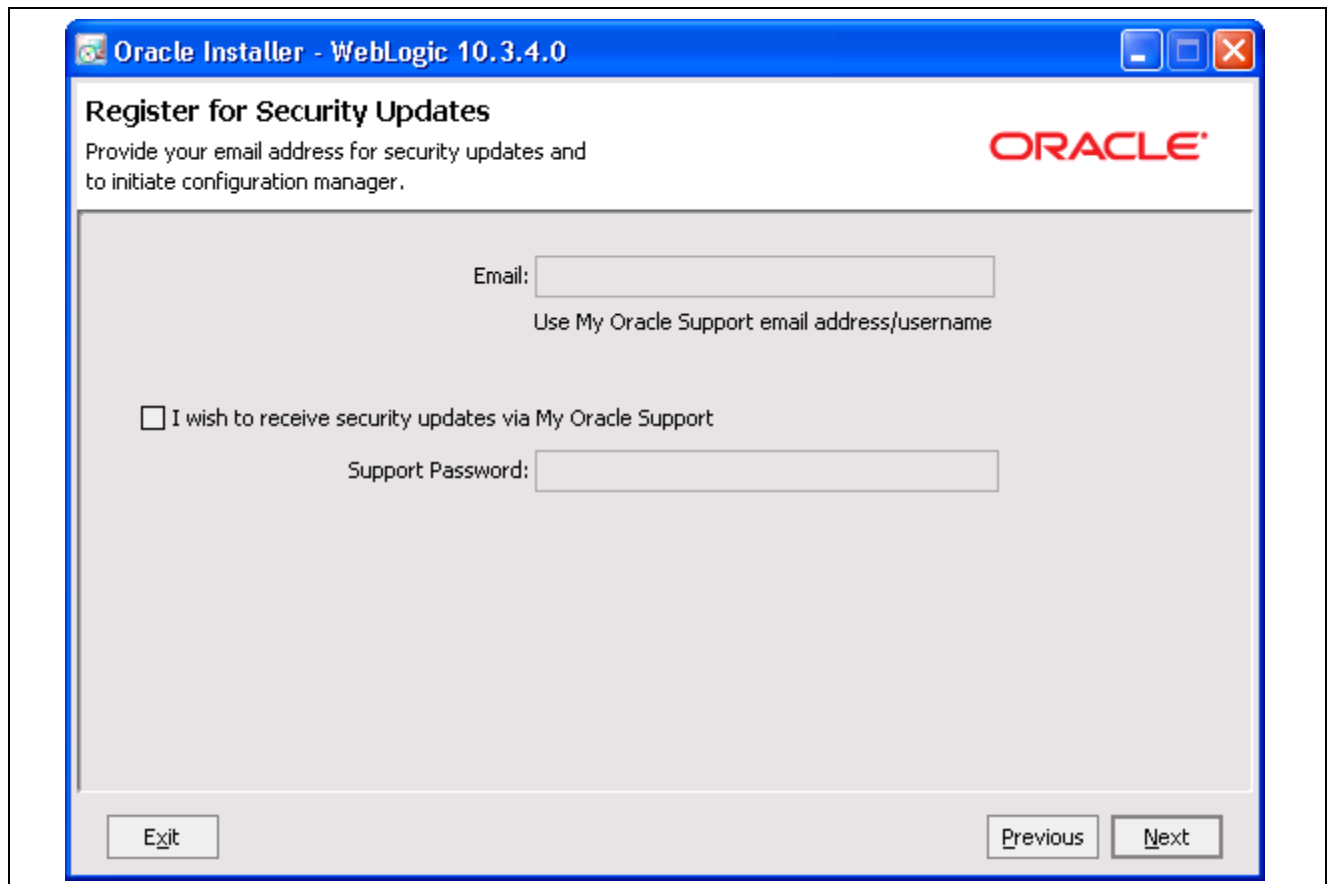 Oracle Installer - WebLogic 10.3.4.0
Register for Security Updates
Provide your email address for security updates and
to initiate configuration manager.
ORACLE
Email:
Use My Oracle Support email address/username
I wish to receive security updates via My Oracle Support
Support Password:
Exit
Previous
Next